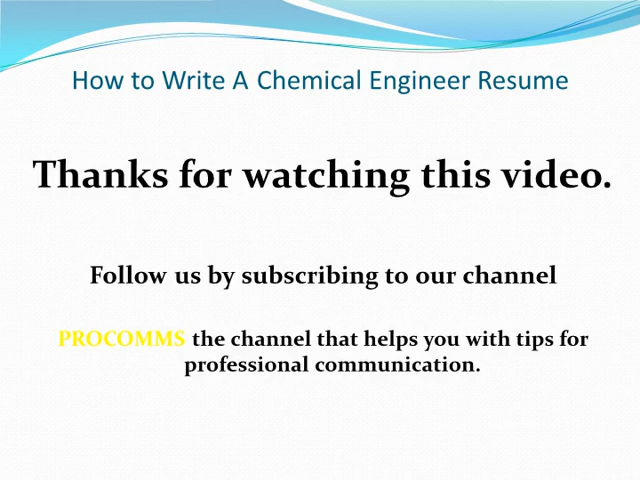 How to Write A Chemical Engineer Resume
Thanks for watching this video.
Follow us by subscribing to our channel
PROCOMMS the channel that helps you with tips for
professional communication.